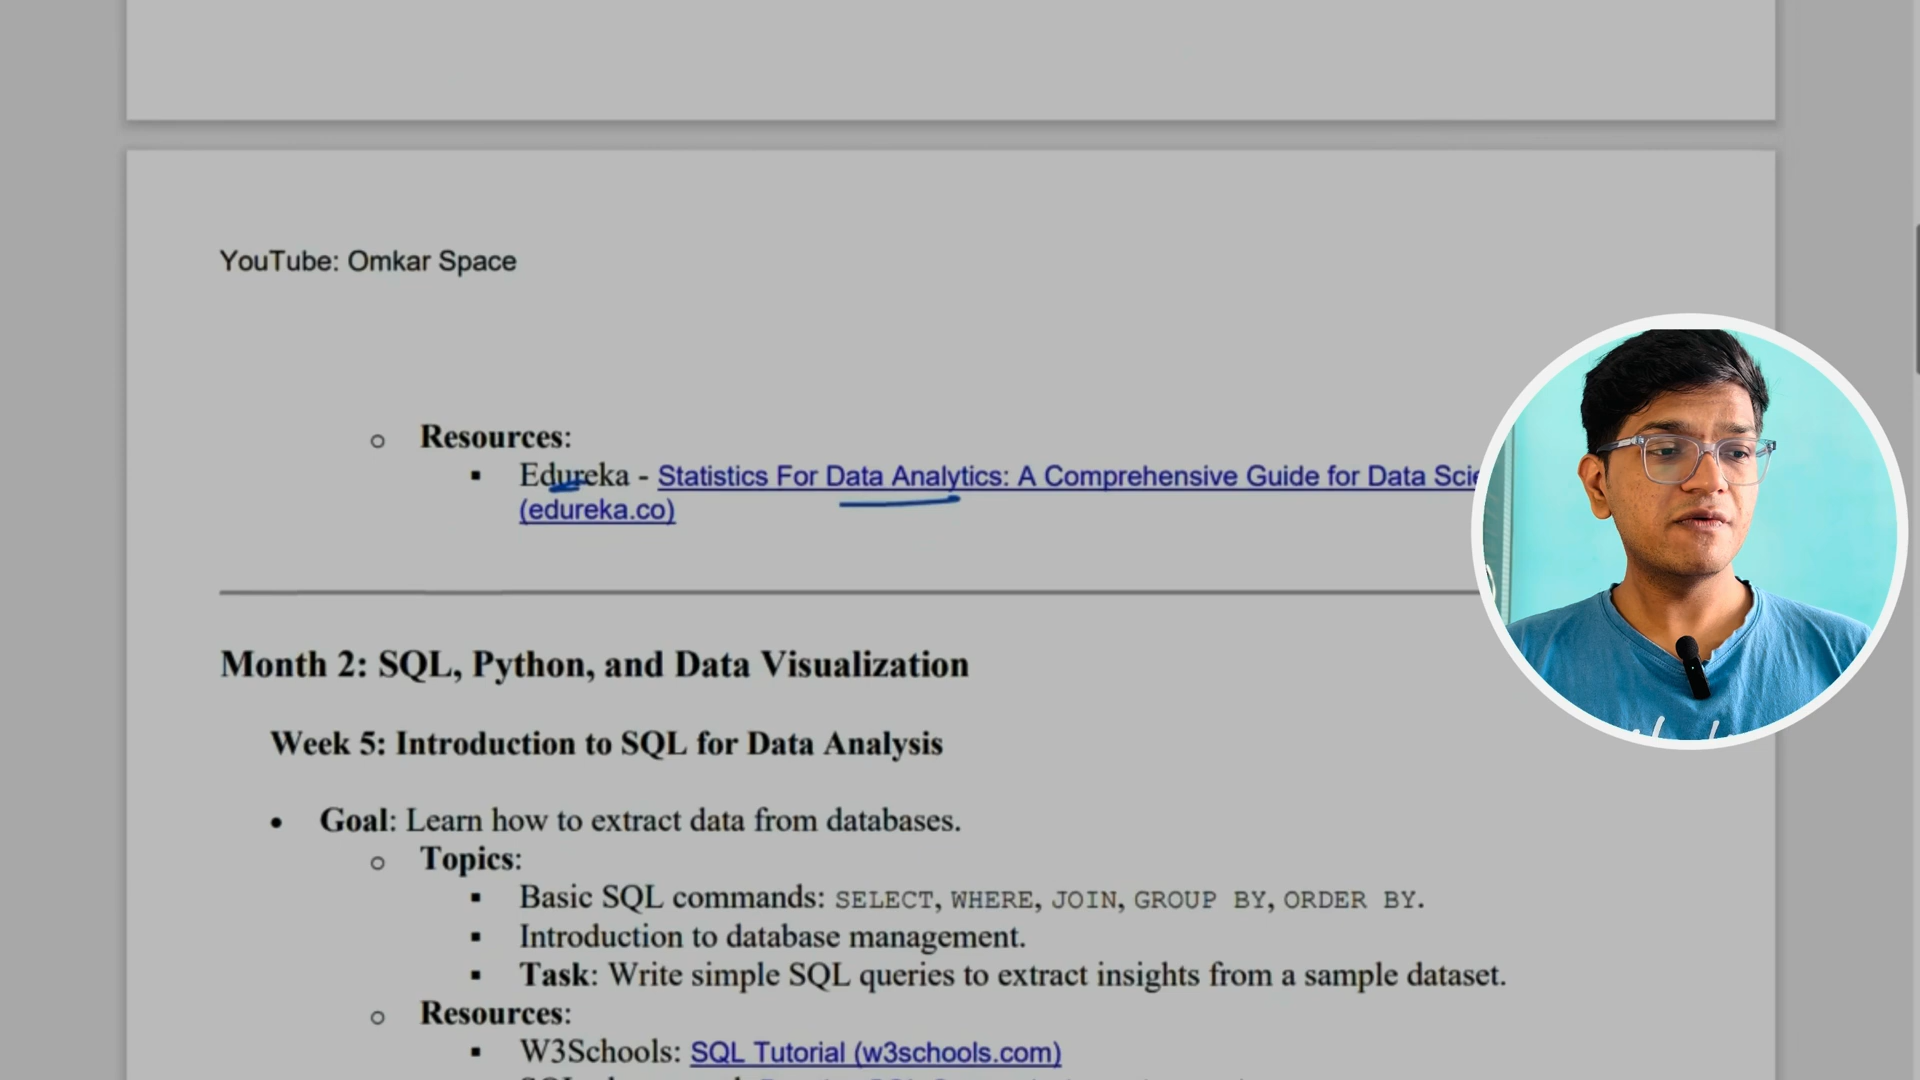 YouTube: Omkar Space
Resources:
Edureka - Statistics For Data Analytics: A Comprehensive Guide for Data
(edureka.co)
Month 2: SQL, Python, and Data Visualization
Week 5: Introduction to SQL for Data Analysis
Goal: Learn how to extract data from databases.
Topics:
Basic SQL commands: SELECT, WHERE, JOIN, GROUP BY, ORDER BY.
Introduction to database management.
Task: Write simple SQL queries to extract insights from a sample dataset.
Resources:
W3Schools: SQL Tutorial (w3schools.com)